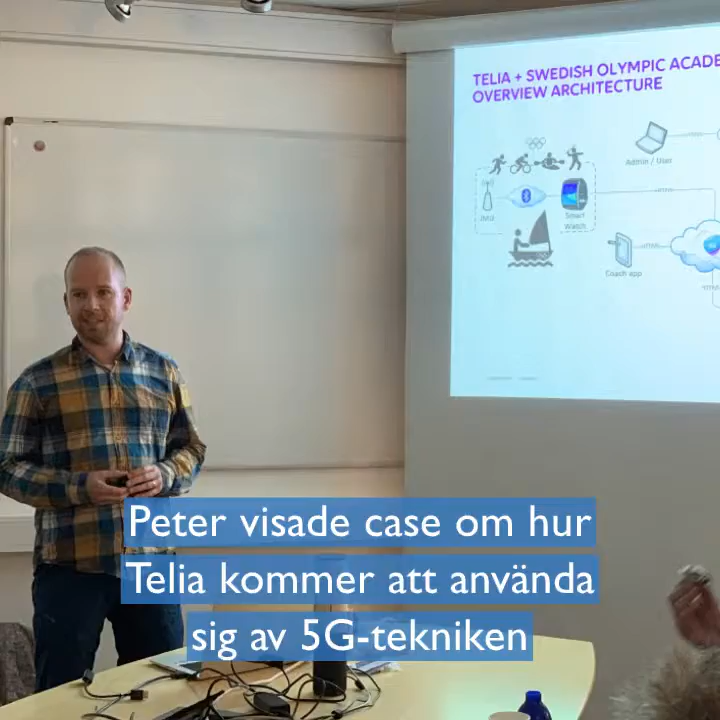 TELIA + SWEDISH OLYMPIC ACADE
OVERVIEW ARCHITECTURE
Admin / User
IMU
Smart
Watch
Coach app
Peter visade case om hur
Telia kommer att använda
sig av 5G-tekniken